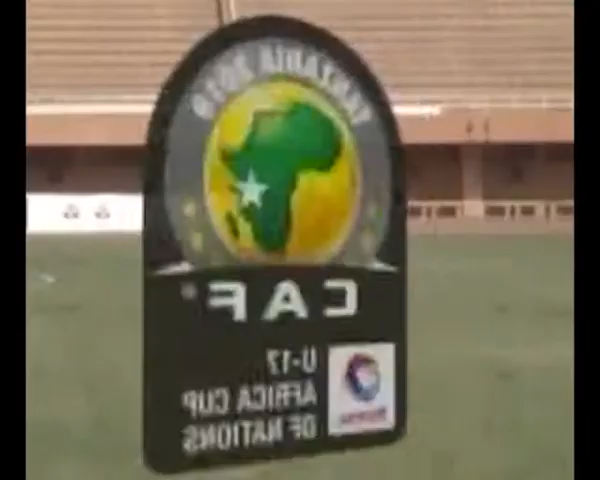 TANZANIA 2019
CAF
U-17
AFRICA CUP
OF NATIONS